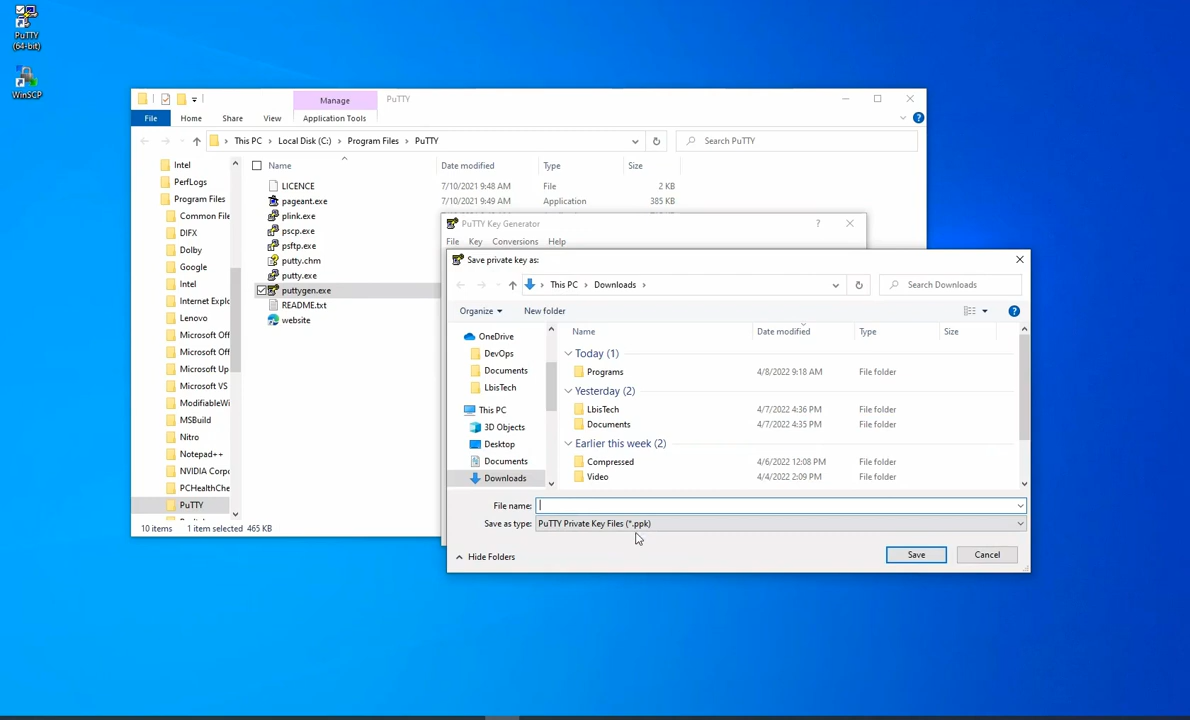 PuTTY
(64-bit)
WinSCP
Manage
PuTTY
File
Home
Share
View
Application Tools
This PC
Local Disk (C:)
Program Files
PuTTY
Search PuTTY
Name
Date modified
Type
Size
Intel
PerfLogs
Program Files
Common File
DIFX
Dolby
Google
Intel
Internet Explo
Lenovo
Microsoft Off
Microsoft Off
Microsoft Up
Microsoft VS
ModifiableWi
MSBuild
Nitro
Notepad++
NVIDIA Corpo
PCHealthChe
PuTTY
LICENCE
7/10/2021 9:48 AM
File
2 KB
pageant.exe
7/10/2021 9:49 AM
Application
385 KB
plink.exe
pscp.exe
psftp.exe
putty.chm
putty.exe
puttygen.exe
README.txt
website
10 items
1 item selected 465 KB
PuTTY Key Generator
?
File
Key
Conversions
Help
Save private key as:
This PC
Downloads
Search Downloads
Organize
New folder
Name
Date modified
Type
Size
OneDrive
DevOps
Documents
LbisTech
This PC
3D Objects
Desktop
Documents
Downloads
Today (1)
Programs
4/8/2022 9:18 AM
File folder
Yesterday (2)
LbisTech
4/7/2022 4:36 PM
File folder
Documents
4/7/2022 4:35 PM
File folder
Earlier this week (2)
Compressed
4/6/2022 12:08 PM
File folder
Video
4/4/2022 2:09 PM
File folder
File name:
Save as type:
PuTTY Private Key Files (*.ppk)
Hide Folders
Save
Cancel